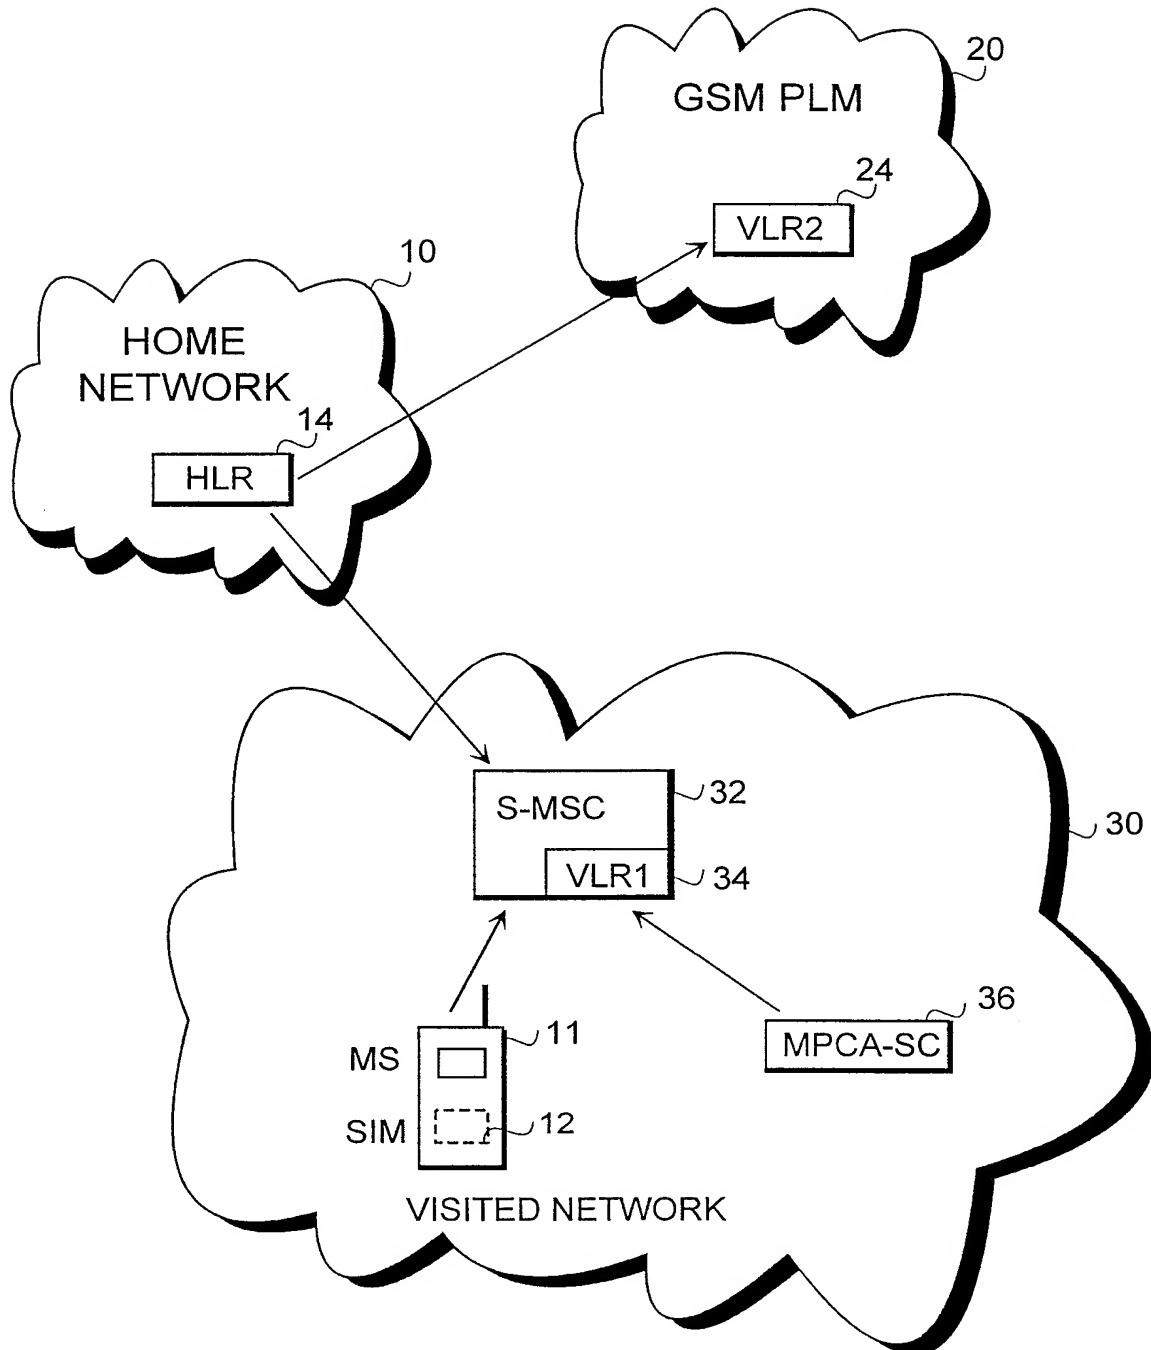 20
GSM PLM
24
VLR2
10
HOME
NETWORK
14
HLR
S-MSC
32
VLR1
34
30
36
MPCA-SC
11
MS
SIM
12
VISITED NETWORK